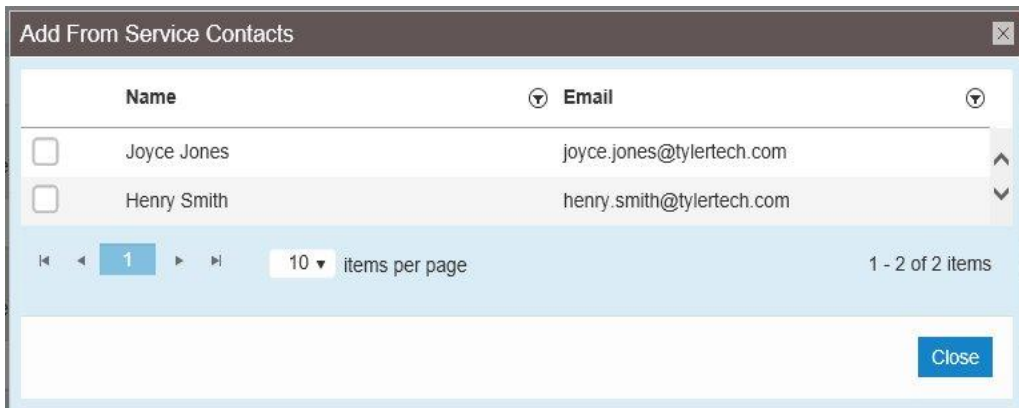 Add From Service Contacts
Name Email
Joyce Jones joyce.jones@tylertech.com
Henry Smith henry.smith@tylertech.com
1 10 items per page 1 - 2 of 2 items
Close